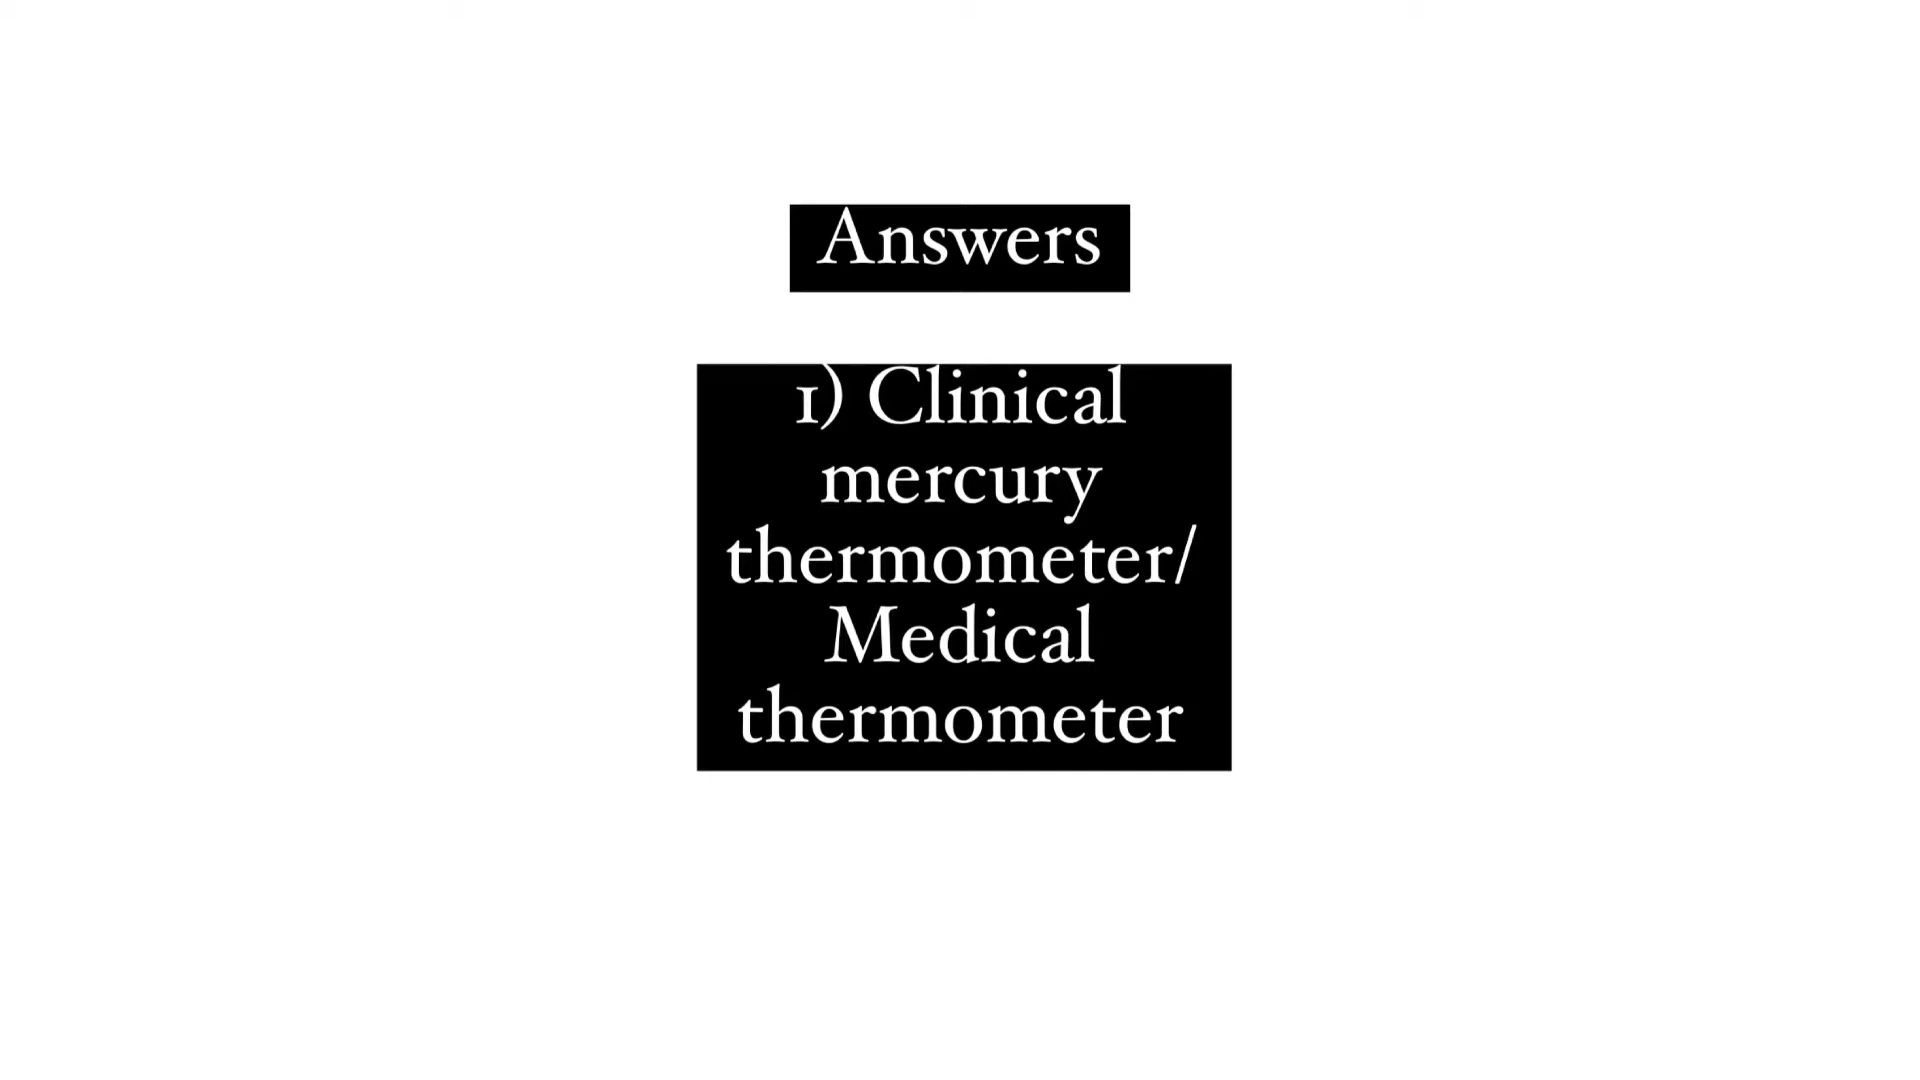 Answers
1) Clinical
mercury
thermometer/
Medical
thermometer